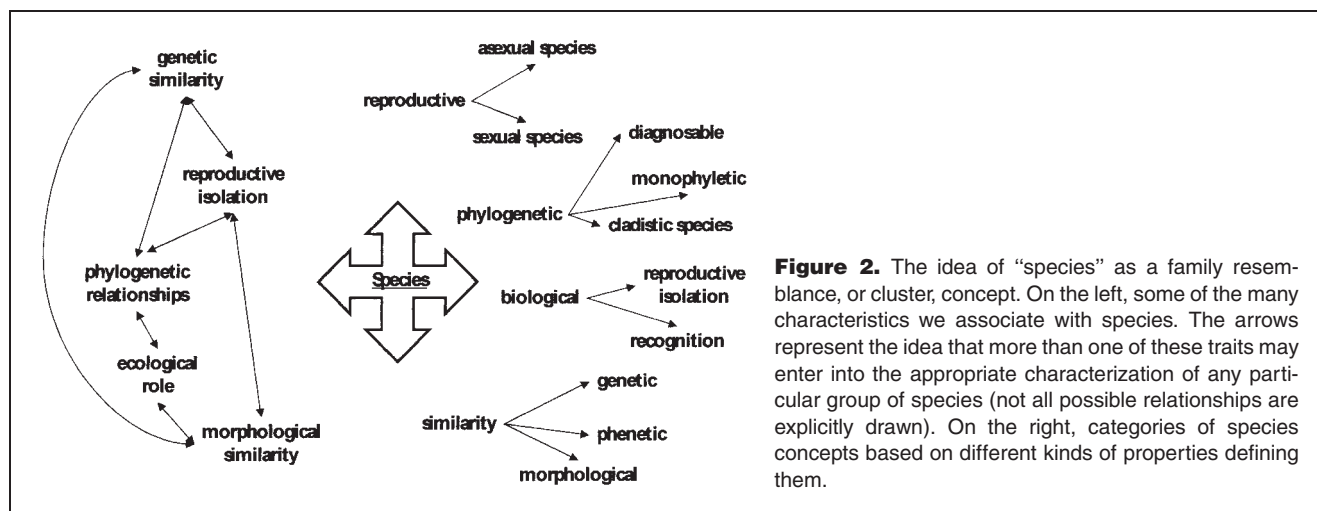 genetic
similarity
reproductive
isolation
phylogenetic
relationships
ecological
role
morphological
similarity
Species
asexual species
reproductive
sexual species
diagnosable
monophyletic
phylogenetic
cladistic species
reproductive
isolation
biological
recognition
genetic
similarity
phenetic
morphological
Figure 2. The idea of “species” as a family resem-
blance, or cluster, concept. On the left, some of the many
characteristics we associate with species. The arrows
represent the idea that more than one of these traits may
enter into the appropriate characterization of any parti-
cular group of species (not all possible relationships are
explicitly drawn). On the right, categories of species
concepts based on different kinds of properties defining
them.